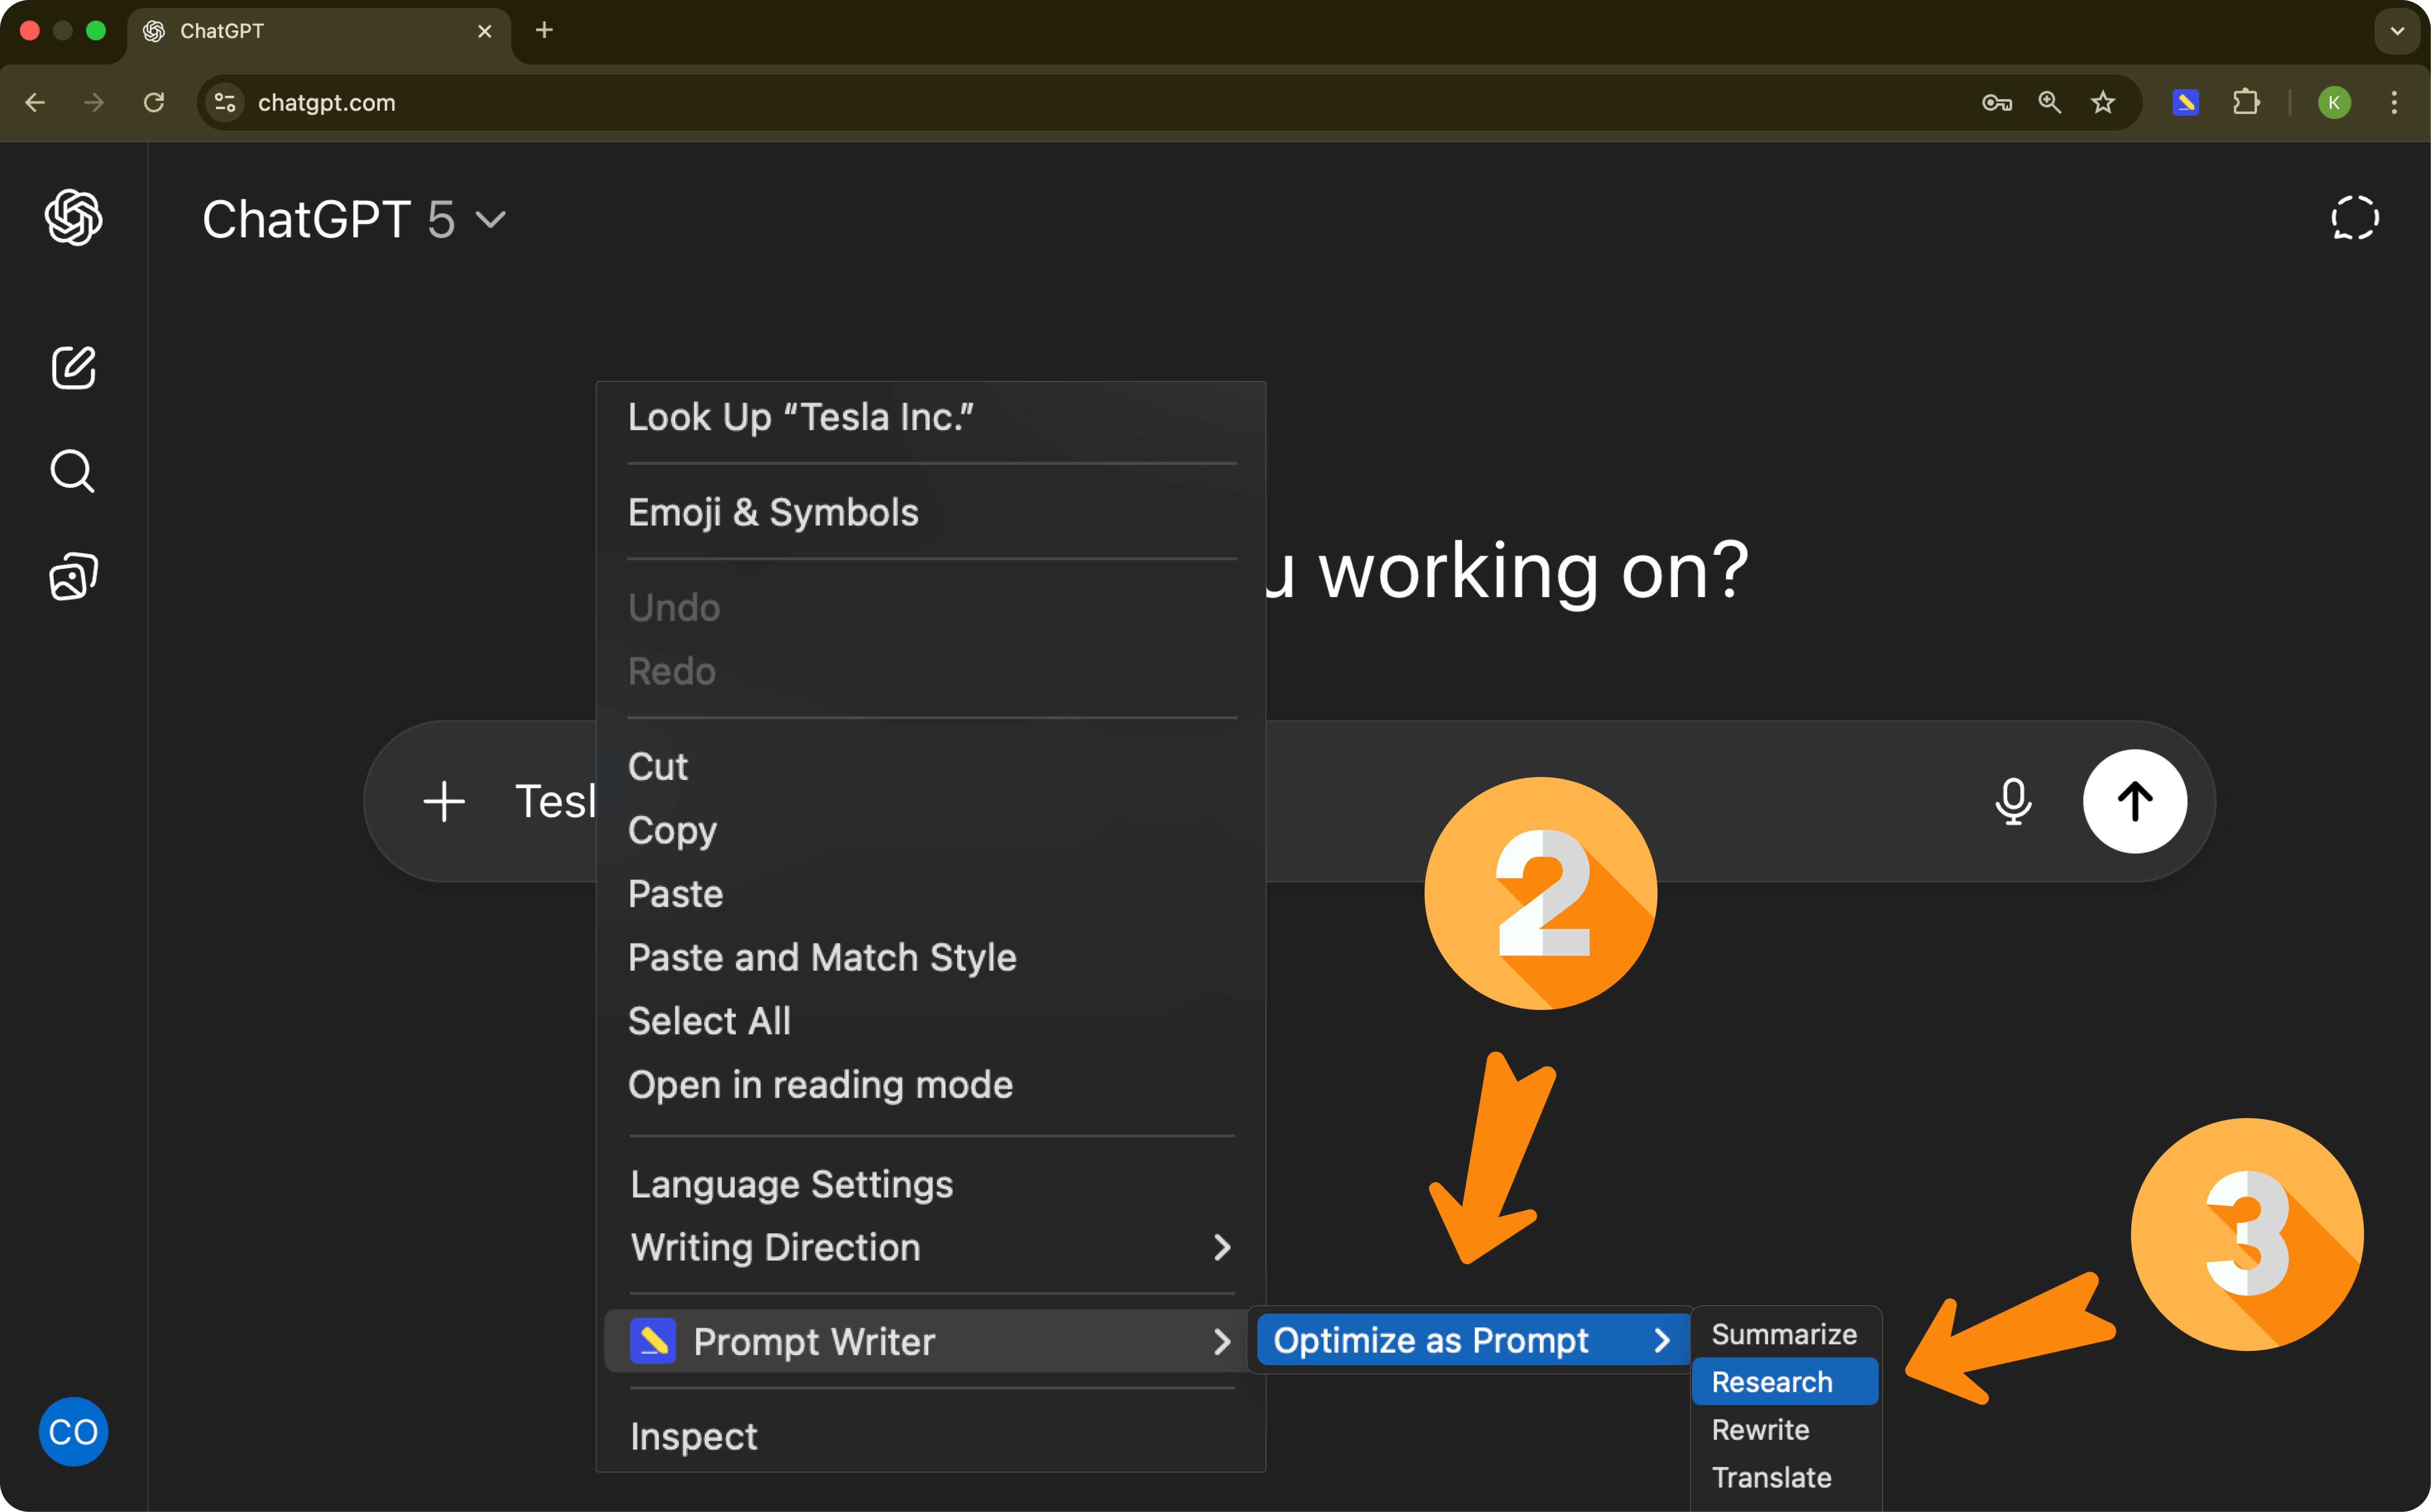 ChatGPT
chatgpt.com
K
ChatGPT 5
Look Up “Tesla Inc.”
Emoji & Symbols
u working on?
Undo
Redo
Tesl
Cut
Copy
Paste
Paste and Match Style
Select All
Open in reading mode
2
Language Settings
Writing Direction
3
Prompt Writer
Optimize as Prompt
Summarize
Research
Rewrite
Translate
Inspect
CO